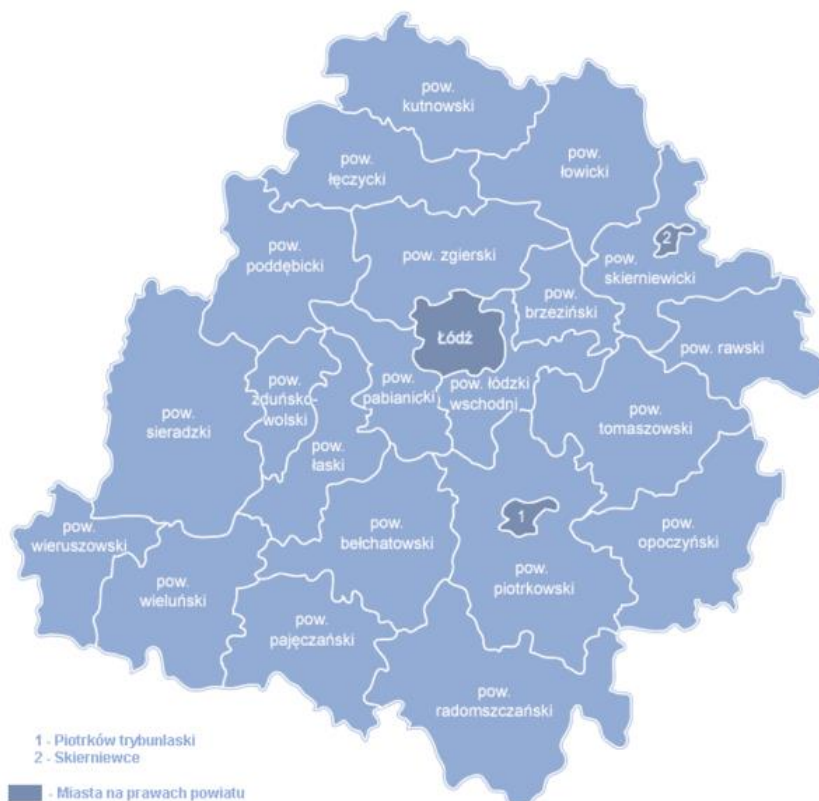 pow.
kutnowski
pow.
łęczycki
pow.
łowicki
pow.
poddębicki
pow. zgierski
2
pow.
skierniewicki
pow.
brzeziński
Łódź
pow. rawski
pow.
sieradzki
pow.
zduńsko-
wolski
pow.
pabianicki
pow. łódzki
wschodni
pow.
tomaszowski
pow.
łaski
pow.
wieruszowski
pow.
bełchatowski
1
pow.
opoczyński
pow.
wieluński
pow.
piotrkowski
pow.
pajęczański
pow.
radomszczański
1 - Piotrków trybunlaski
2 - Skierniewce
- Miasta na prawach powiatu